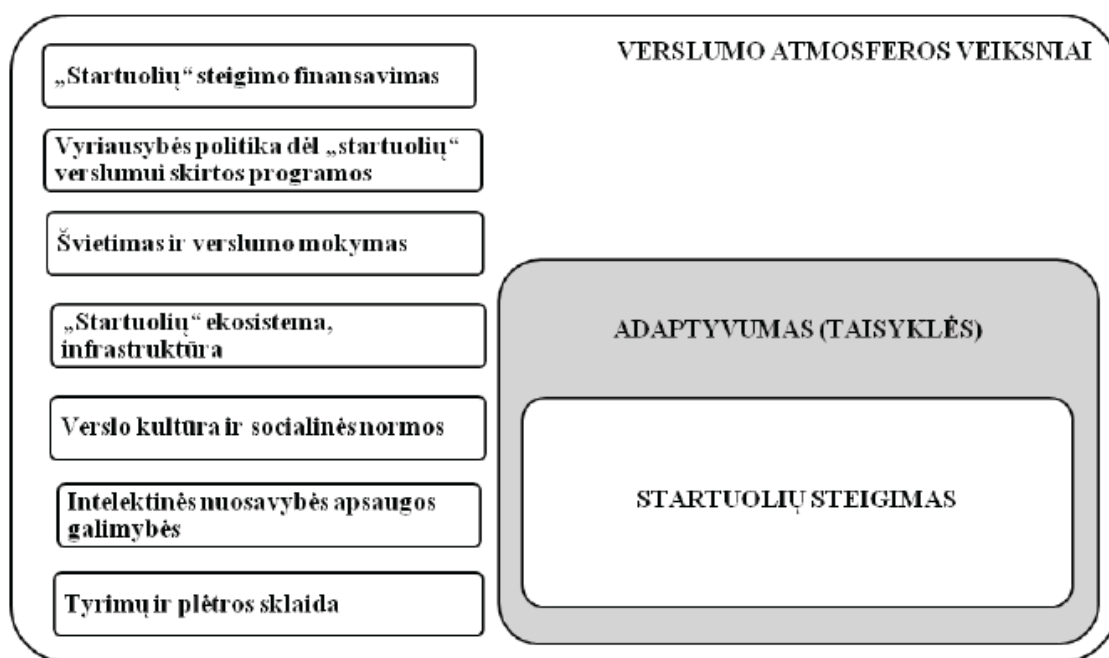 VERSLUMO ATMOSFEROS VEIKSNIAI
„Startuolių“ steigimo finansavimas
Vyriausybės politika dėl „startuolių“
verslumui skirtos programos
Švietimas ir verslumo mokymas
„Startuolių“ ekosistema,
infrastruktūra
Verslo kultūra ir socialinės normos
Intelektinės nuosavybės apsaugos
galimybės
Tyrimų ir plėtros sklaida
ADAPTYVUMAS (TAISYKLĖS)
STARTUOLIŲ STEIGIMAS